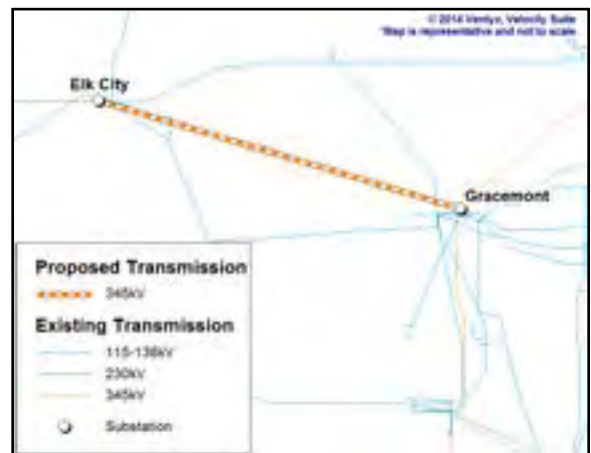 © 2014 Ventyx, Velocity Suite
*Map is representative and not to scale
Elk City
Gracemont
Proposed Transmission
345kV
Existing Transmission
115-138kV
230kV
345kV
Substation